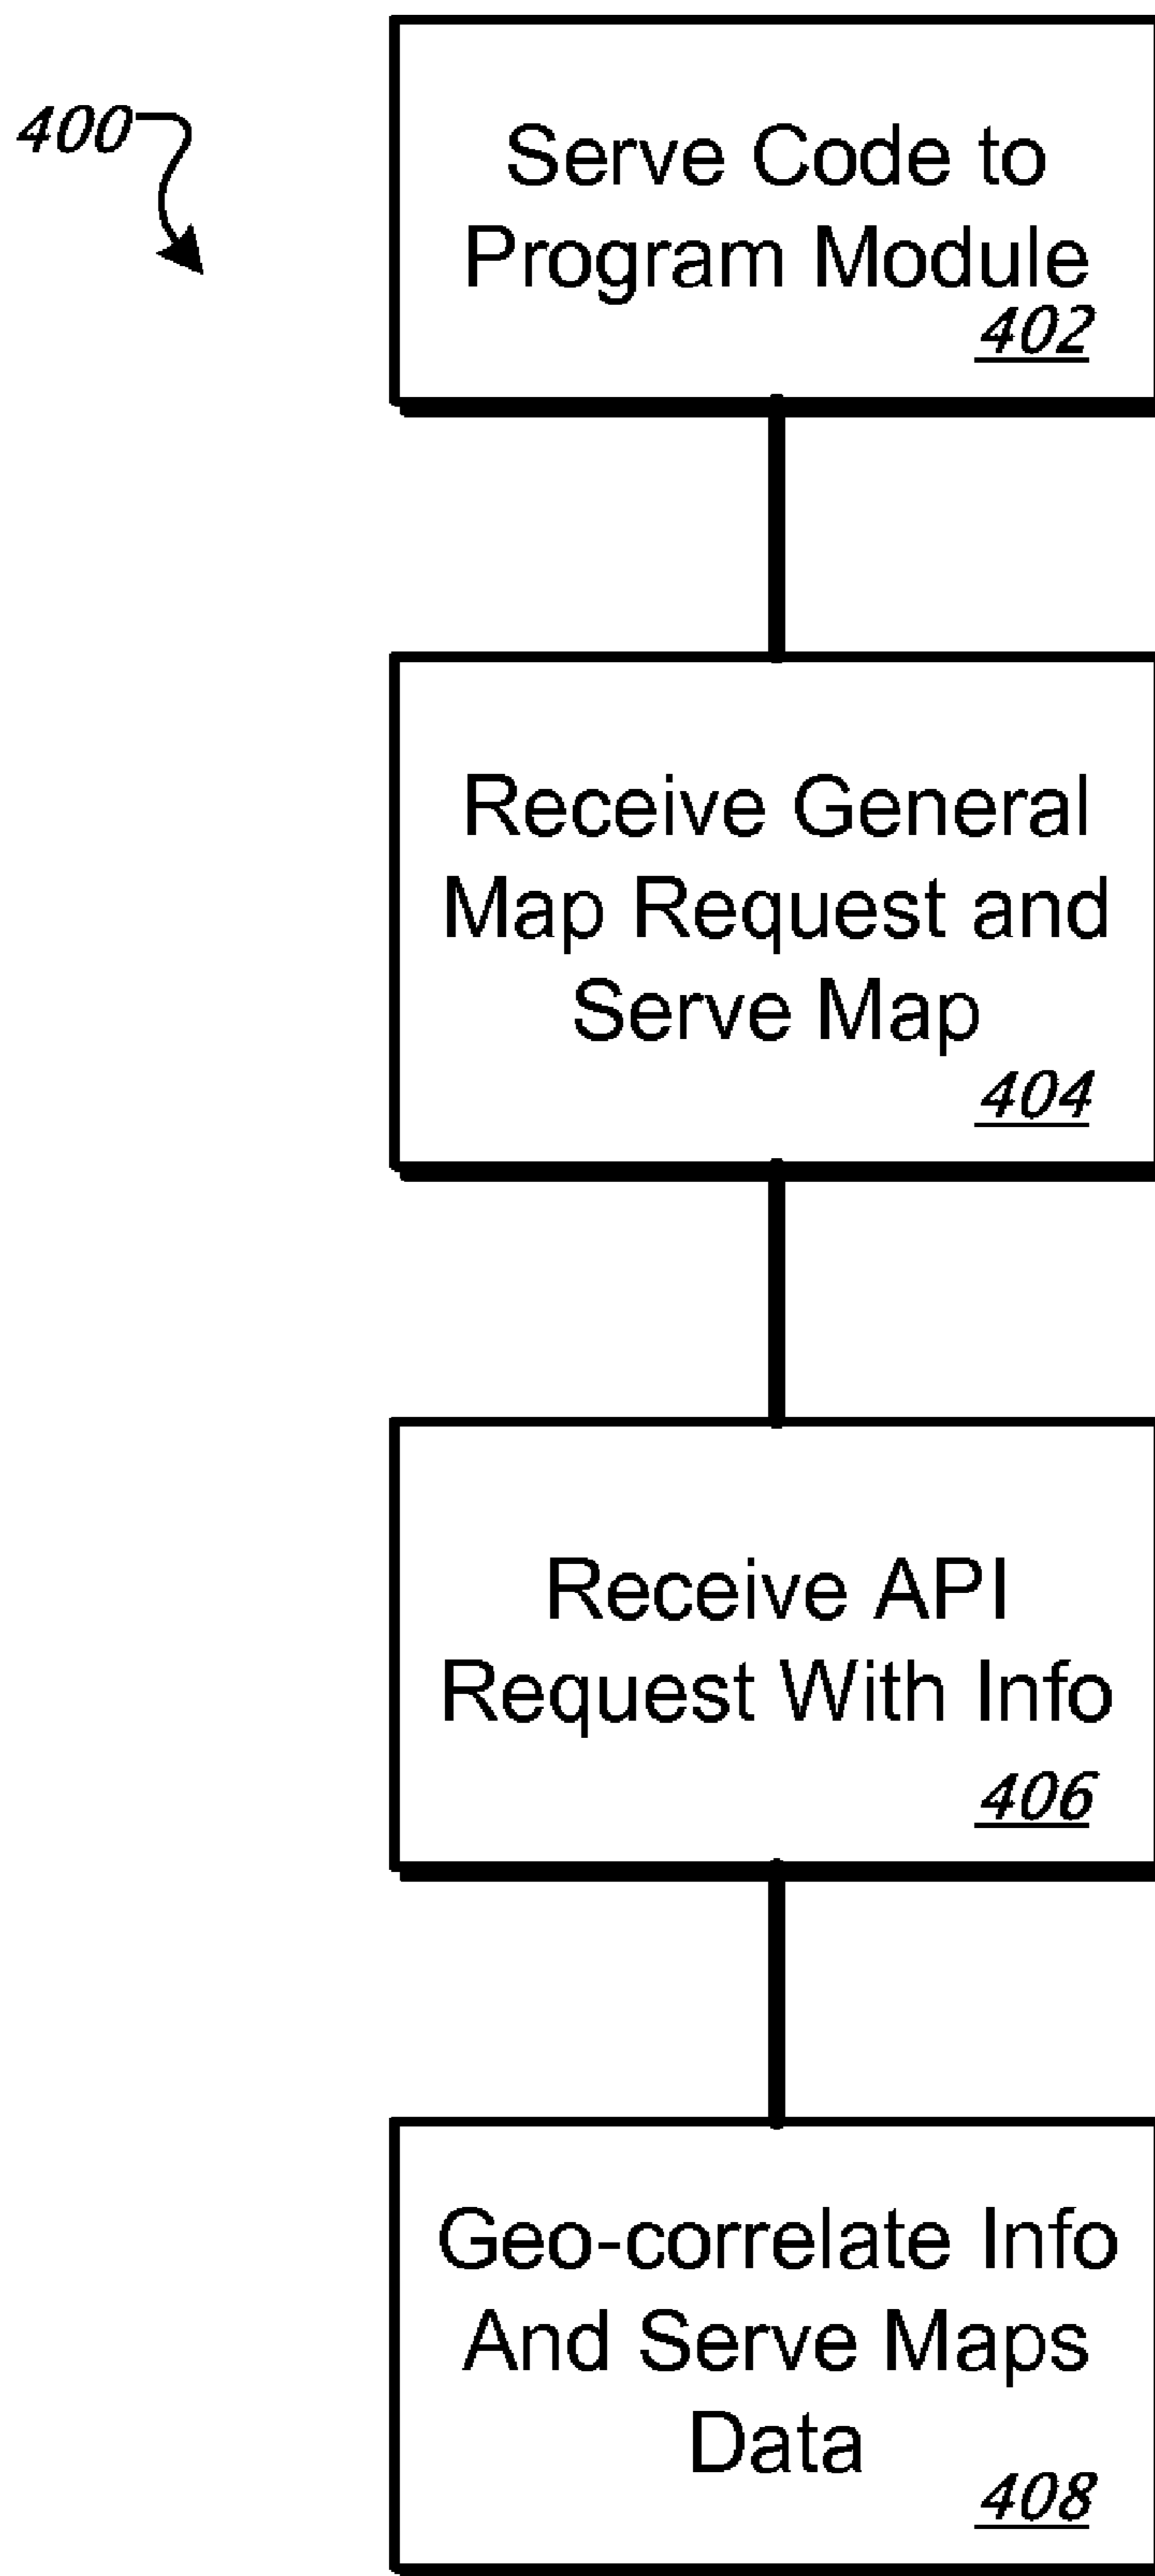 400
Serve Code to
Program Module
402
Receive General
Map Request and
Serve Map
404
Receive API
Request With Info
406
Geo-correlate Info
And Serve Maps
Data
408